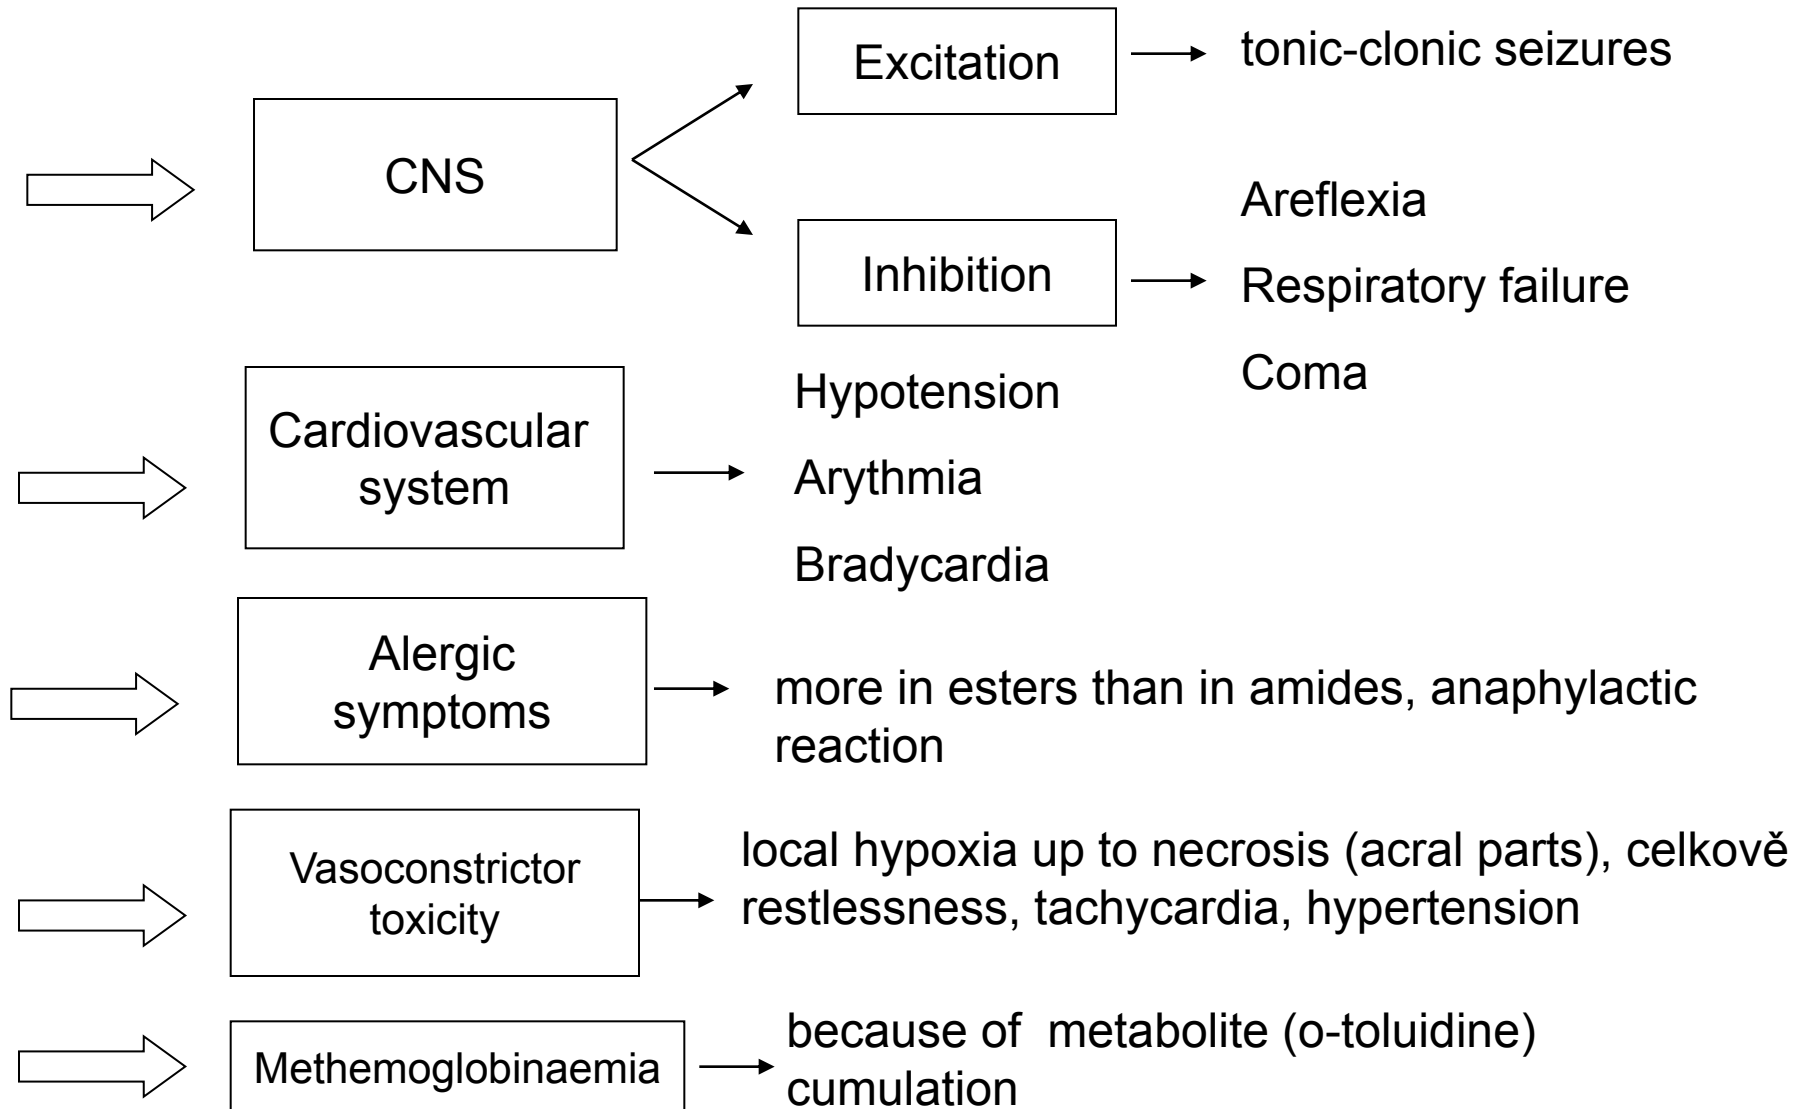 Excitation
tonic-clonic seizures
CNS
Inhibition
Areflexia
Respiratory failure
Coma
Cardiovascular
system
Hypotension
Arythmia
Bradycardia
Alergic
symptoms
more in esters than in amides, anaphylactic
reaction
Vasoconstrictor
toxicity
local hypoxia up to necrosis (acral parts), celkově
restlessness, tachycardia, hypertension
Methemoglobinaemia
because of  metabolite (o-toluidine)
cumulation